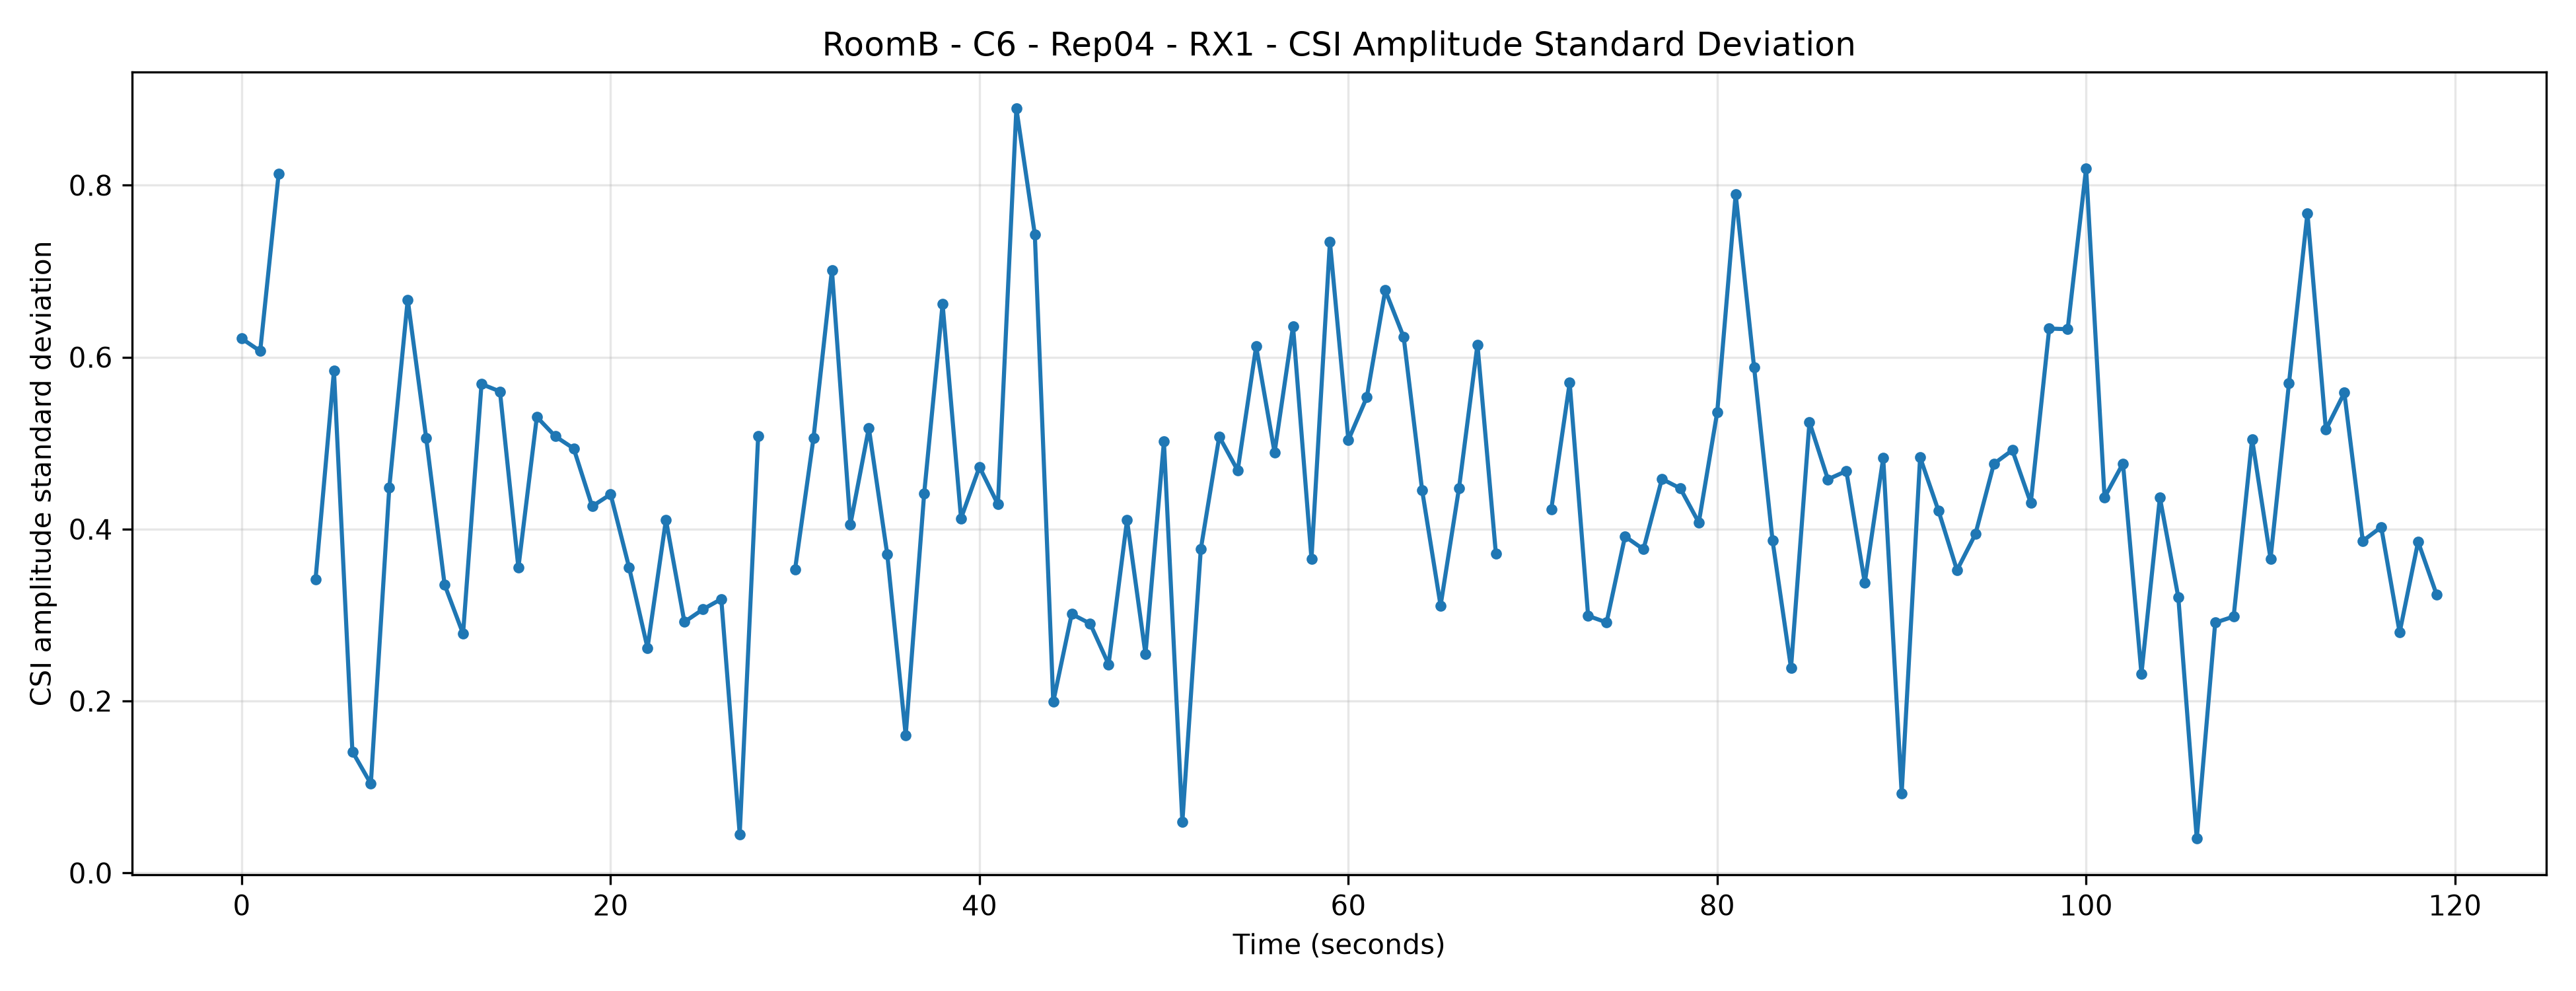 RoomB - C6 - Rep04 - RX1 - CSI Amplitude Standard Deviation
CSI amplitude standard deviation
0.8
0.6
0.4
0.2
0.0
0 20 40 60 80 100 120
Time (seconds)